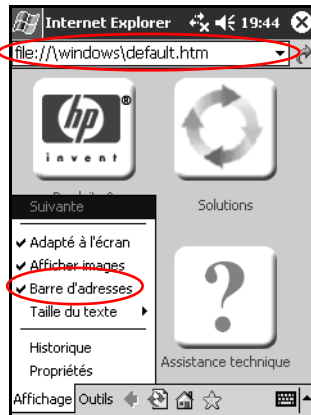 Internet Explorer 19:44
file://\windows\default.htm
hp
®
invent
Suivante
Solutions
Adapté à l'écran
Afficher images
Barre d'adresses
Taille du texte
Historique
Propriétés
Assistance technique
Affichage Outils